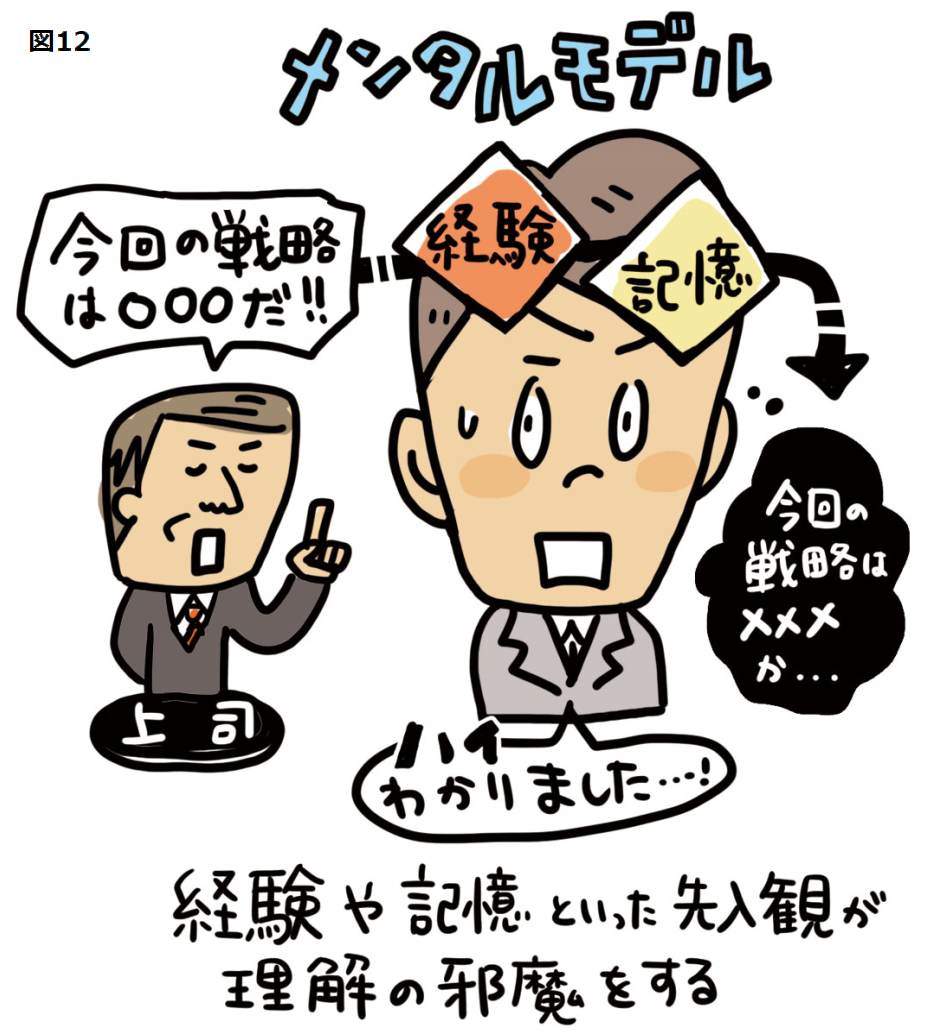 図12
メンタルモデル
今回の戦略
は○○○だ!!
経験
記憶
上司
今回の
戦略は
×××
か...
ハイ
わかりました...!
経験や記憶といった先入観が
理解の邪魔をする